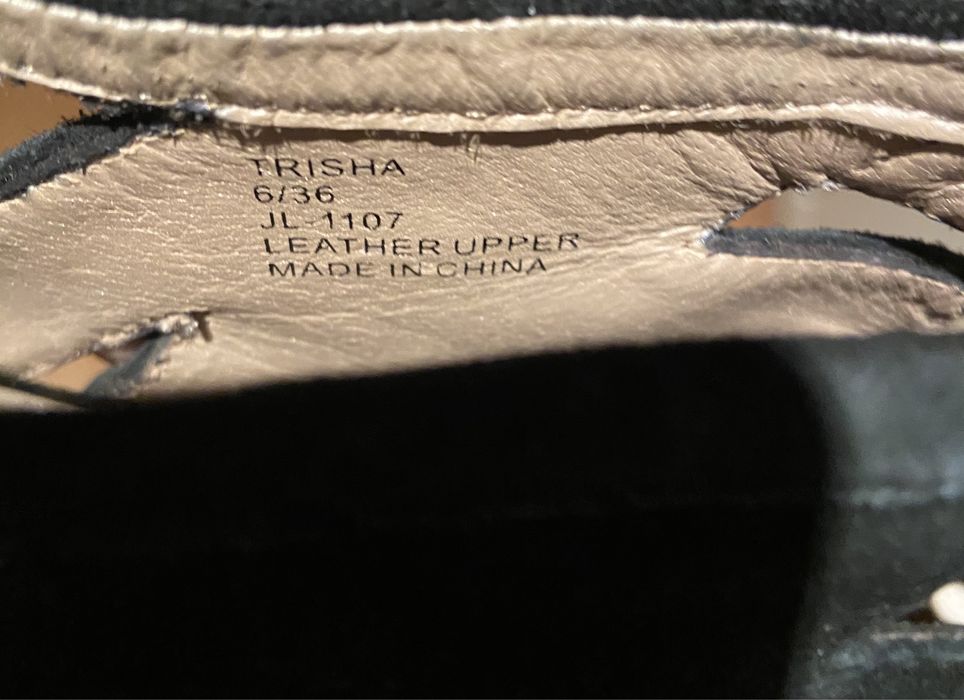 TRISHA
6/36
JL-1107
LEATHER UPPER
MADE IN CHINA